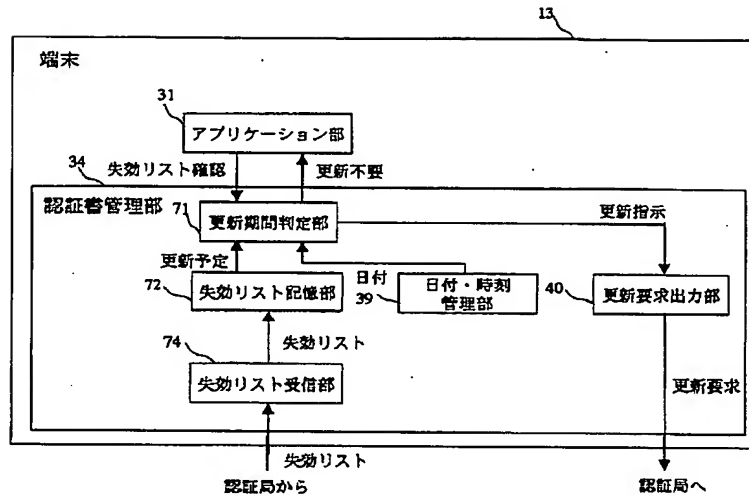 13
端末
31
アプリケーション部
34
失効リスト確認
更新不要
認証書管理部
71
更新期間判定部
更新指示
更新予定
日付
72
失効リスト記憶部
39
日付・時刻
管理部
40
更新要求出力部
失効リスト
74
失効リスト受信部
更新要求
失効リスト
認証局から
認証局へ